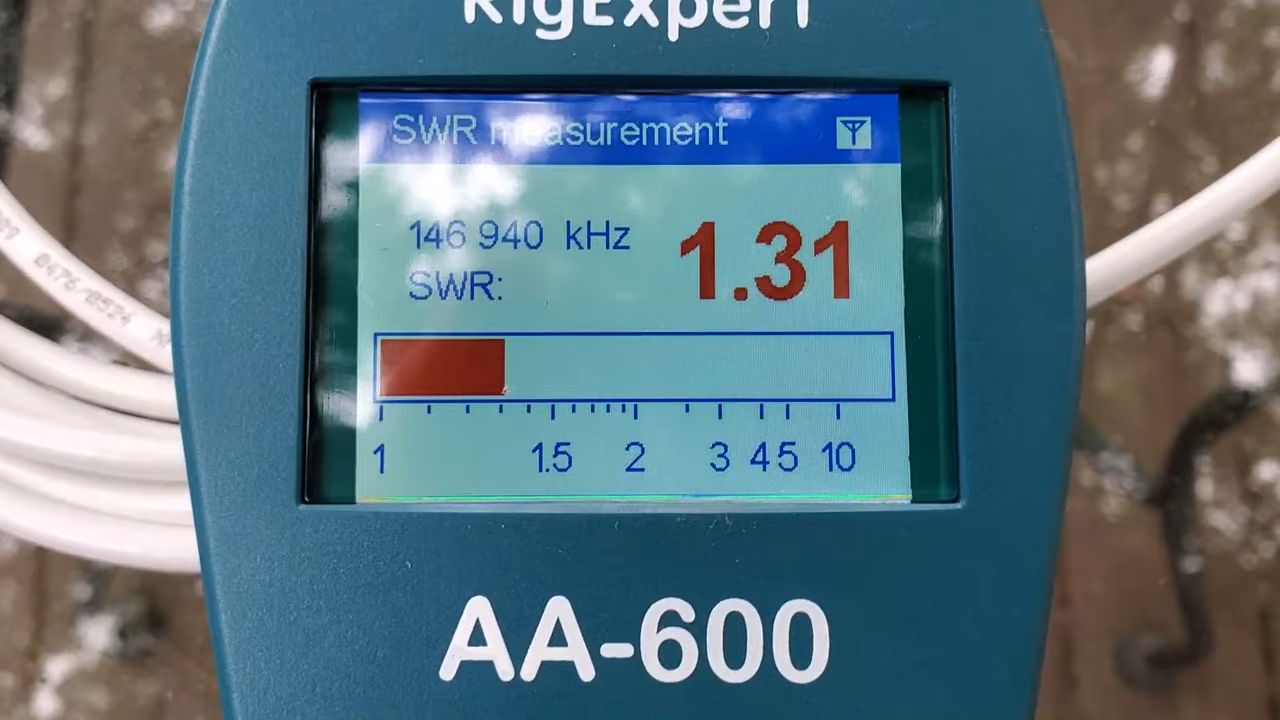 RigExpert
SWR measurement
146 940 kHz
1.31
SWR:
1 1.5 2 3 4 5 10
AA-600